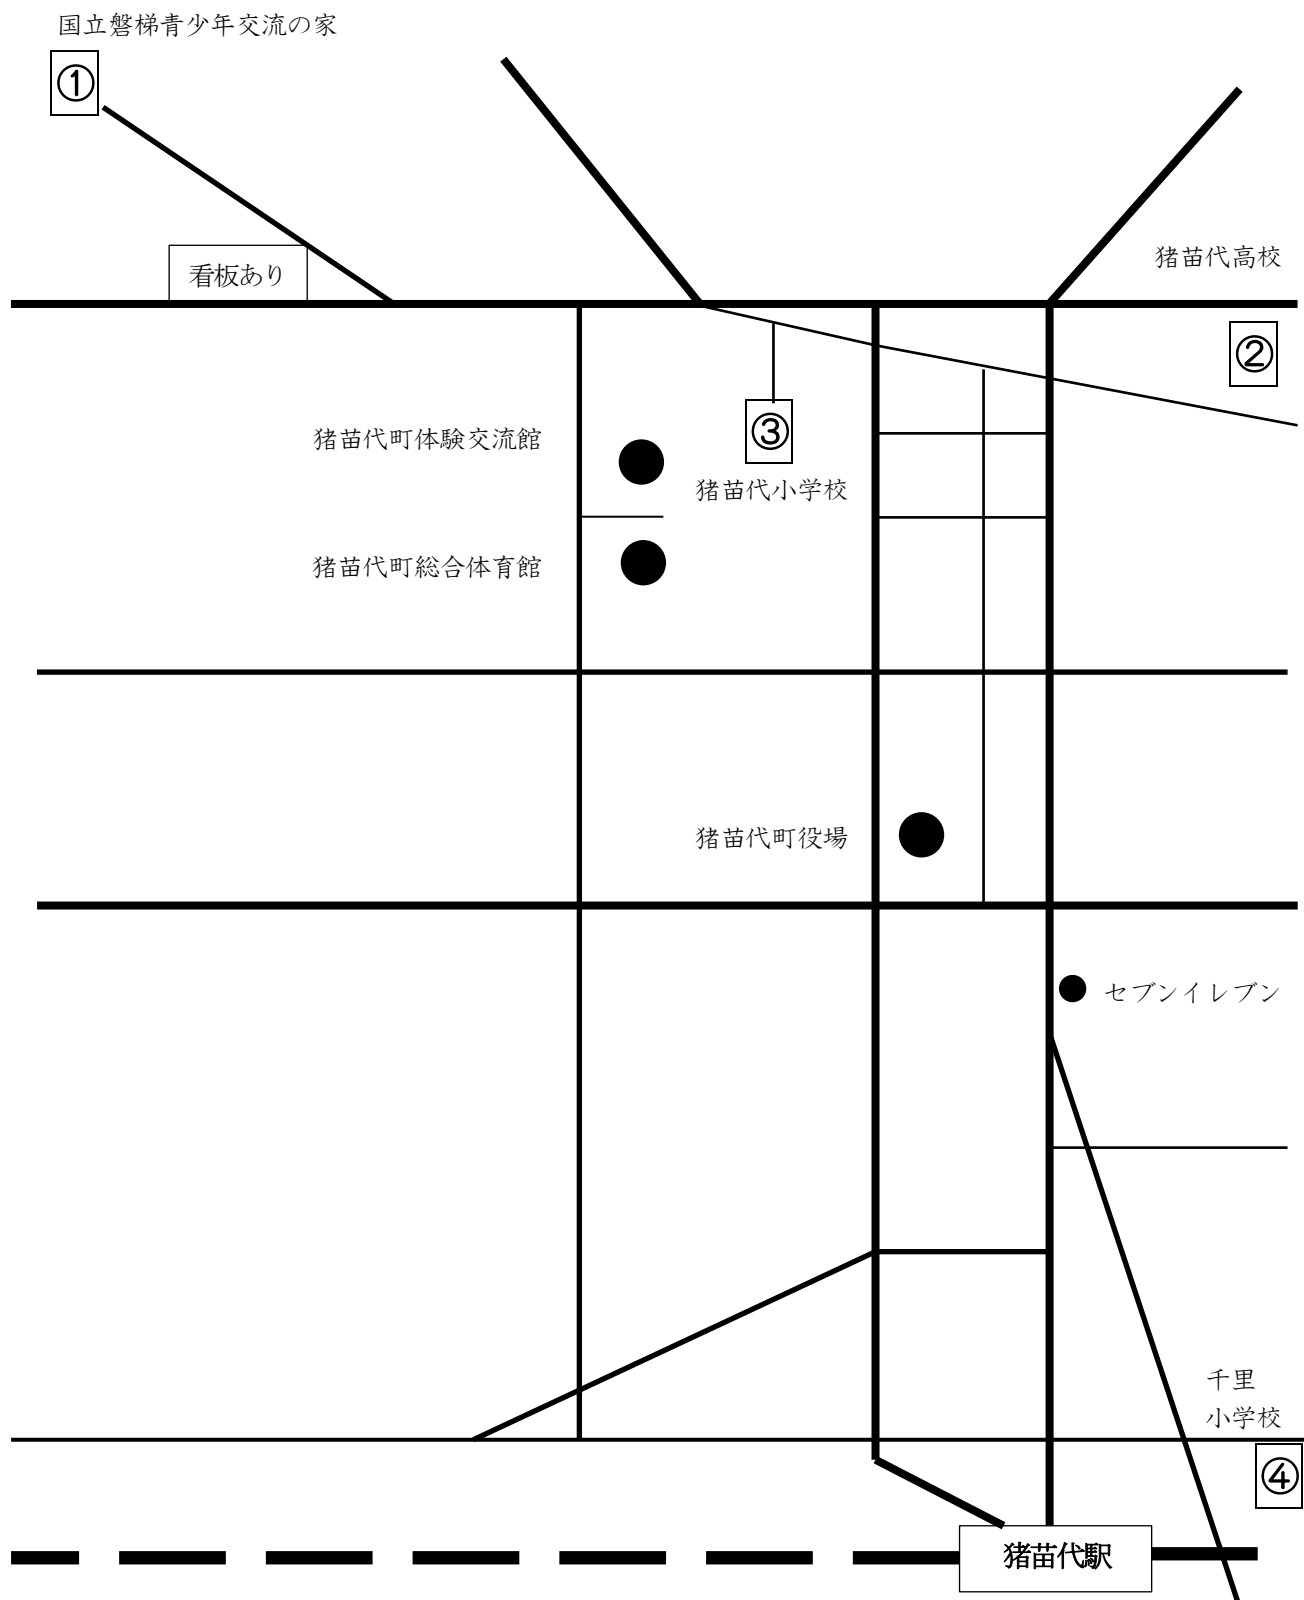 国立磐梯青少年交流の家
①
看板あり
猪苗代高校
②
③
猪苗代町体験交流館
猪苗代小学校
猪苗代町総合体育館
猪苗代町役場
セブンイレブン
千里
小学校
④
猪苗代駅